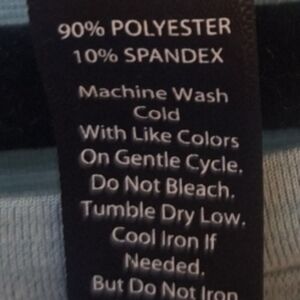 90% POLYESTER
10% SPANDEX
Machine Wash
Cold
With Like Colors
On Gentle Cycle.
Do Not Bleach.
Tumble Dry Low.
Cool Iron If
Needed.
But Do Not Iron